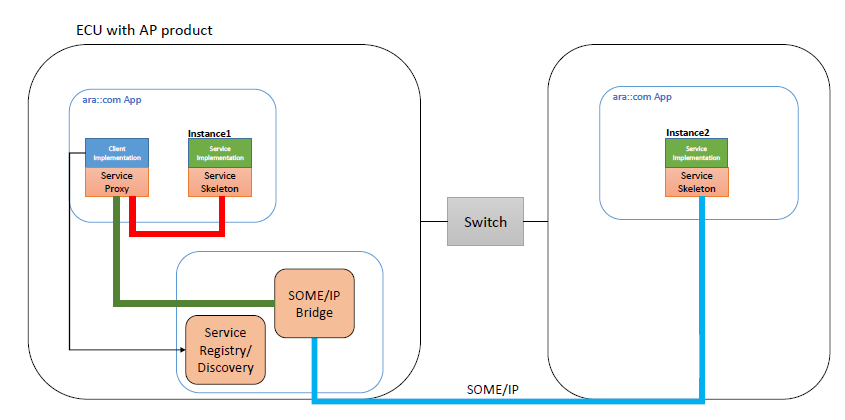 ECU with AP product
ara::com App
Client
Implementation
Service
Proxy
Instance1
Service
Implementation
Service
Skeleton
SOME/IP
Bridge
Service
Registry/
Discovery
Switch
SOME/IP
ara::com App
Instance2
Service
Implementation
Service
Skeleton